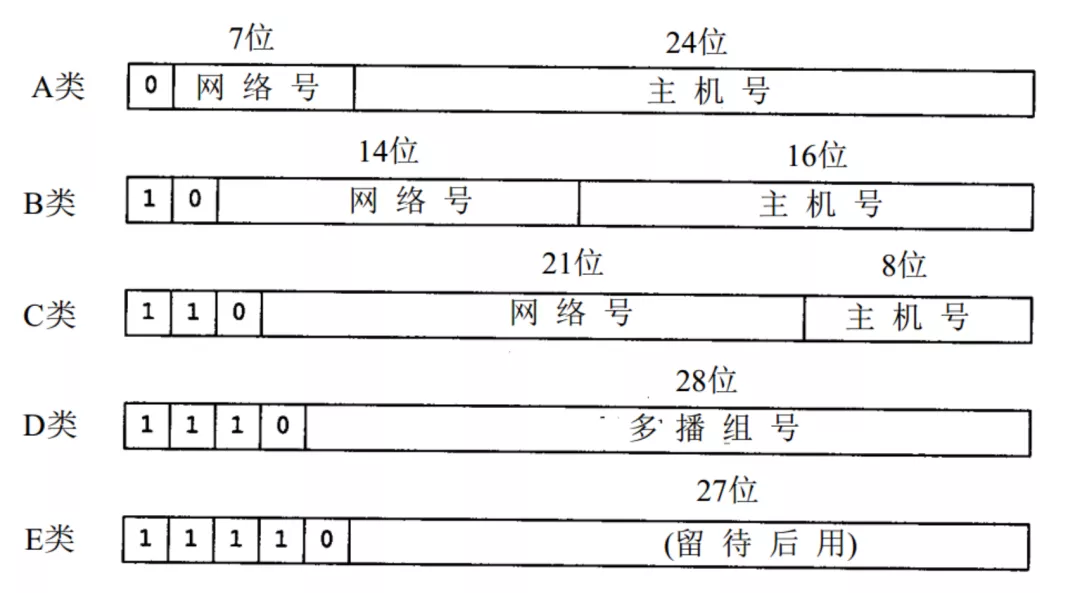 7位 24位
A类 0 网络号 主机号
14位 16位
B类 1 0 网络号 主机号
21位 8位
C类 1 1 0 网络号 主机号
28位
D类 1 1 1 0 多播组号
27位
E类 1 1 1 1 0 (留待后用)